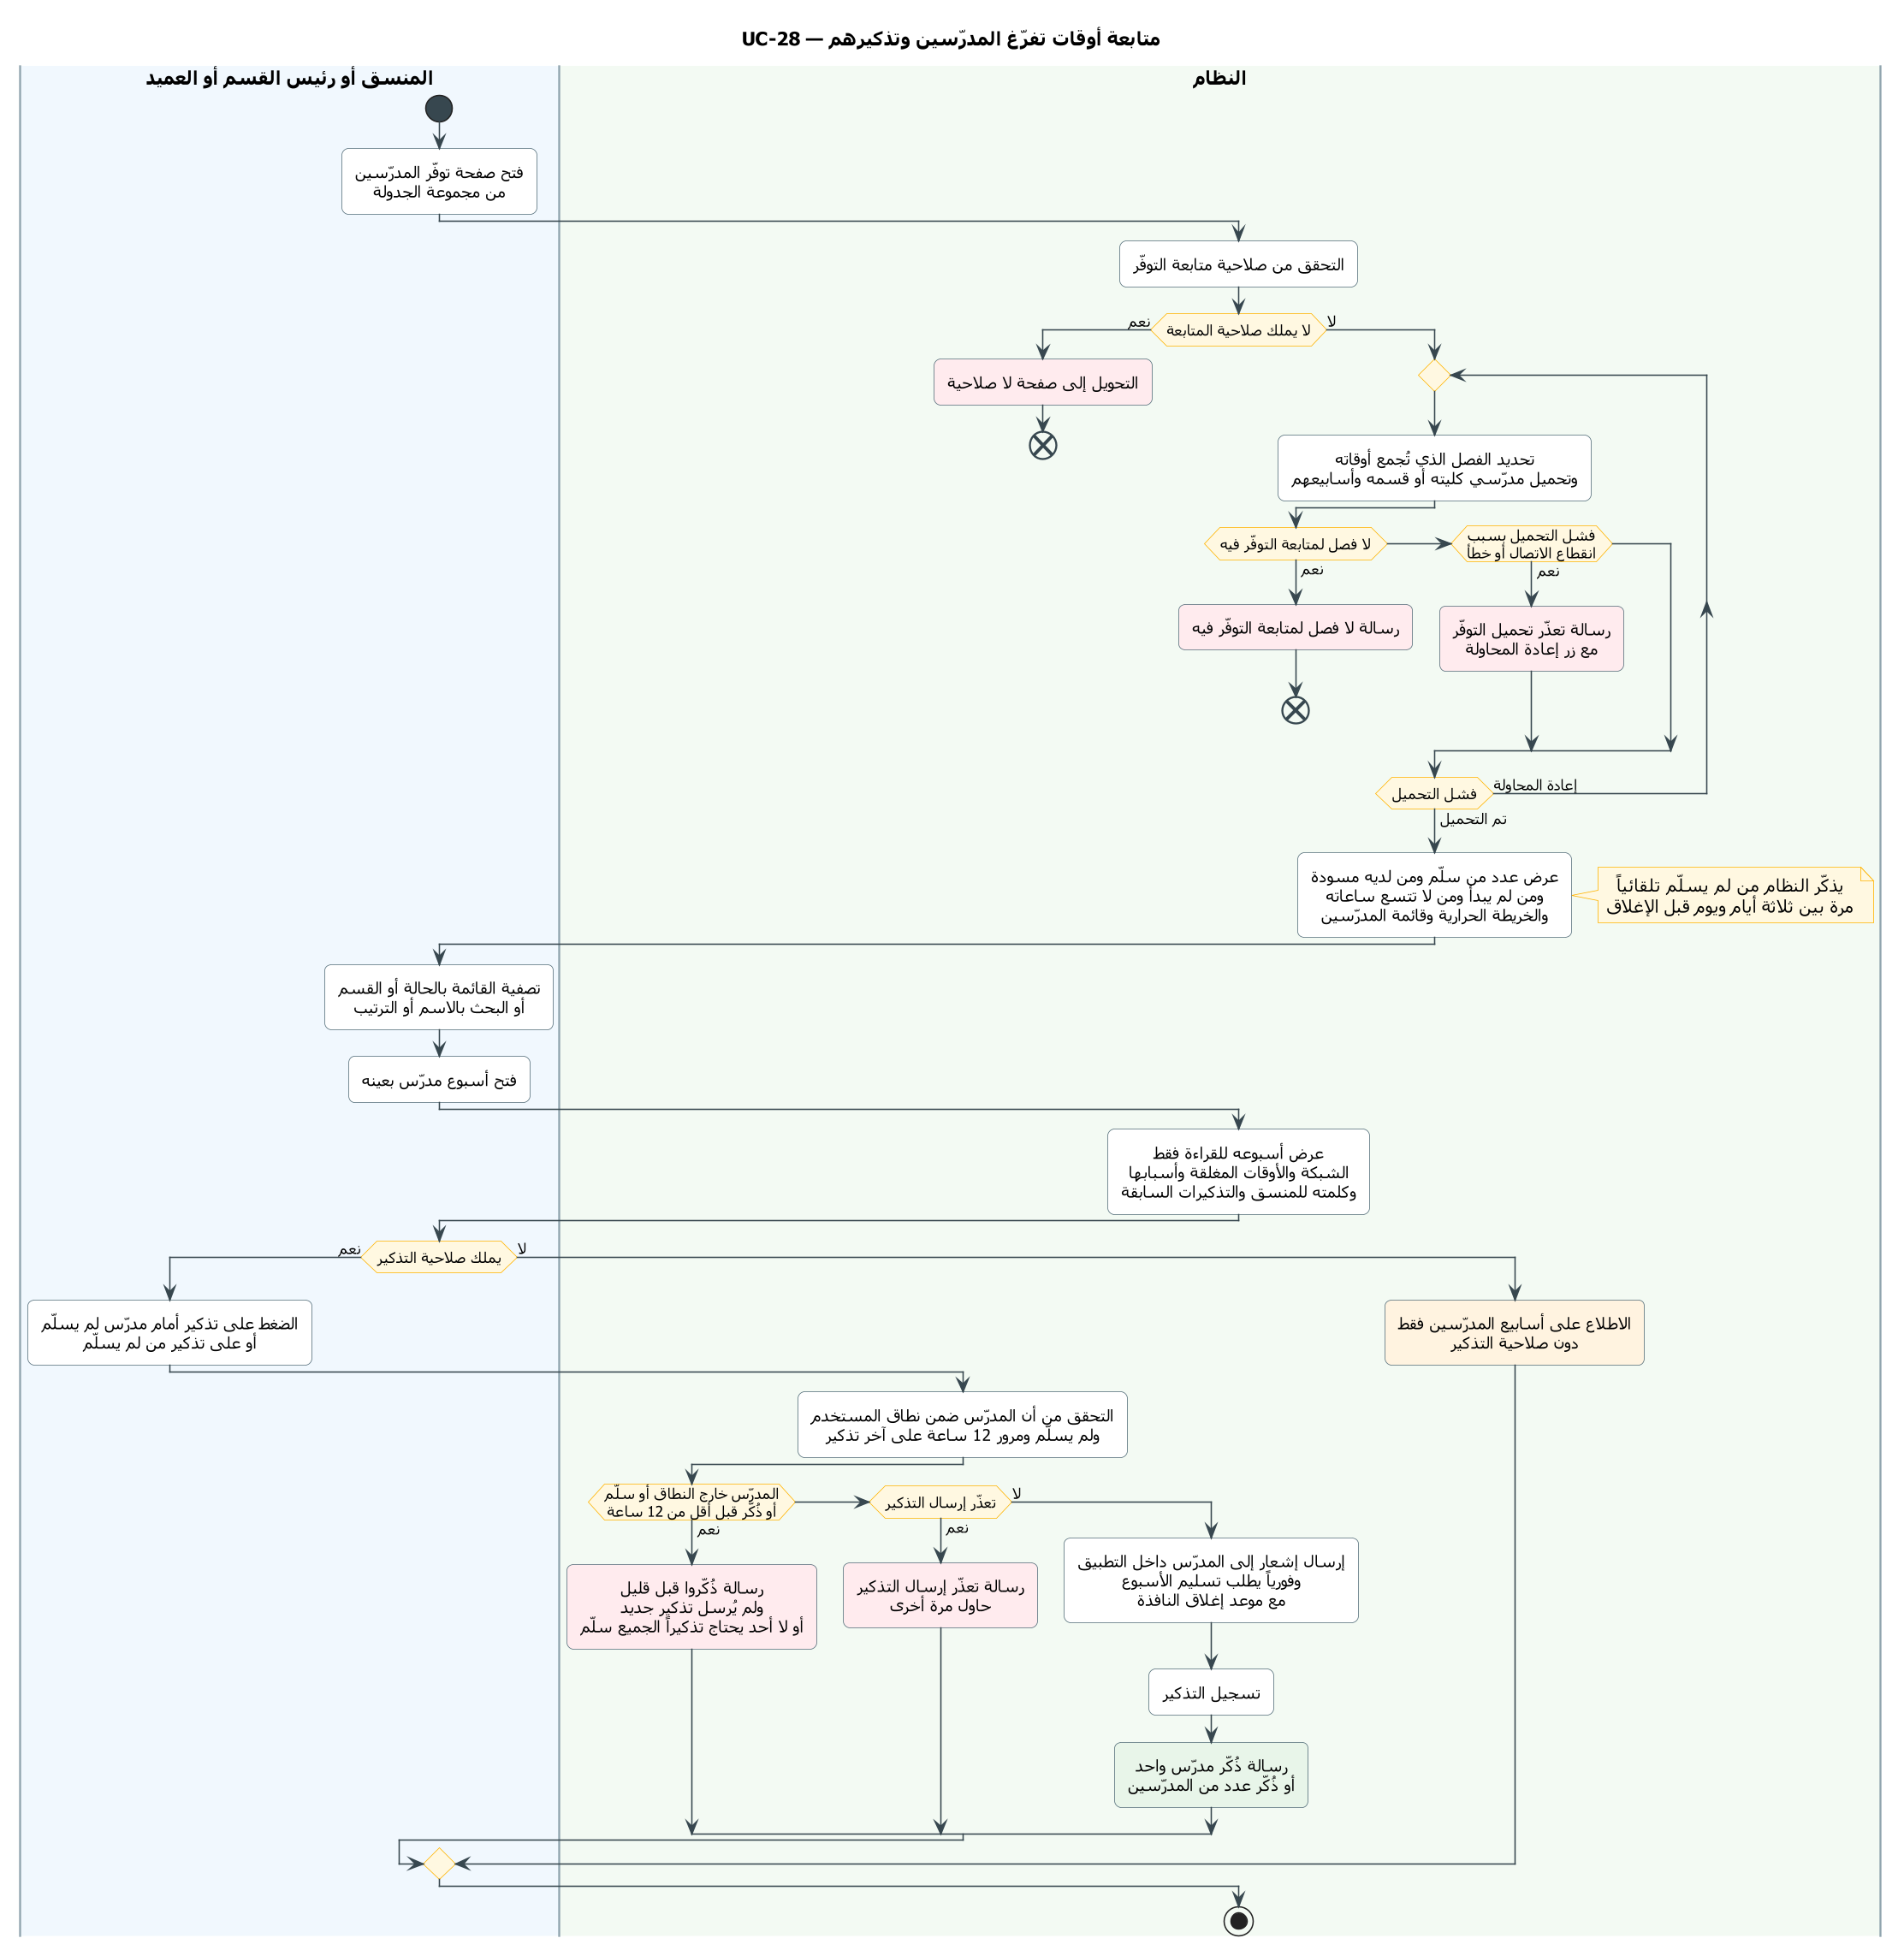 متابعة أوقات تفرّغ المدرّسين وتذكيرهم — UC-28
المنسق أو رئيس القسم أو العميد
النظام
فتح صفحة توفّر المدرّسين
من مجموعة الجدولة
التحقق من صلاحية متابعة التوفّر
لا يملك صلاحية المتابعة
نعم
لا
التحويل إلى صفحة لا صلاحية
تحديد الفصل الذي تُجمع أوقاته
وتحميل مدرّسي كليته أو قسمه وأسابيعهم
لا فصل لمتابعة التوفّر فيه
نعم
فشل التحميل بسبب
انقطاع الاتصال أو خطأ
نعم
رسالة لا فصل لمتابعة التوفّر فيه
رسالة تعذّر تحميل التوفّر
مع زر إعادة المحاولة
فشل التحميل
إعادة المحاولة
تم التحميل
عرض عدد من سلّم ومن لديه مسودة
ومن لم يبدأ ومن لا تتسع ساعاته
والخريطة الحرارية وقائمة المدرّسين
يذكّر النظام من لم يسلّم تلقائياً
مرة بين ثلاثة أيام ويوم قبل الإغلاق
تصفية القائمة بالحالة أو القسم
أو البحث بالاسم أو الترتيب
فتح أسبوع مدرّس بعينه
عرض أسبوعه للقراءة فقط
الشبكة والأوقات المغلقة وأسبابها
وكلمته للمنسق والتذكيرات السابقة
يملك صلاحية التذكير
نعم
لا
الضغط على تذكير أمام مدرّس لم يسلّم
أو على تذكير من لم يسلّم
الاطلاع على أسابيع المدرّسين فقط
دون صلاحية التذكير
التحقق من أن المدرّس ضمن نطاق المستخدم
ولم يسلّم ومرور 12 ساعة على آخر تذكير
المدرّس خارج النطاق أو سلّم
أو ذُكّر قبل أقل من 12 ساعة
نعم
تعذّر إرسال التذكير
نعم
لا
رسالة ذُكّروا قبل قليل
ولم يُرسل تذكير جديد
أو لا أحد يحتاج تذكيراً الجميع سلّم
رسالة تعذّر إرسال التذكير
حاول مرة أخرى
إرسال إشعار إلى المدرّس داخل التطبيق
وفورياً يطلب تسليم الأسبوع
مع موعد إغلاق النافذة
تسجيل التذكير
رسالة ذُكّر مدرّس واحد
أو ذُكّر عدد من المدرّسين